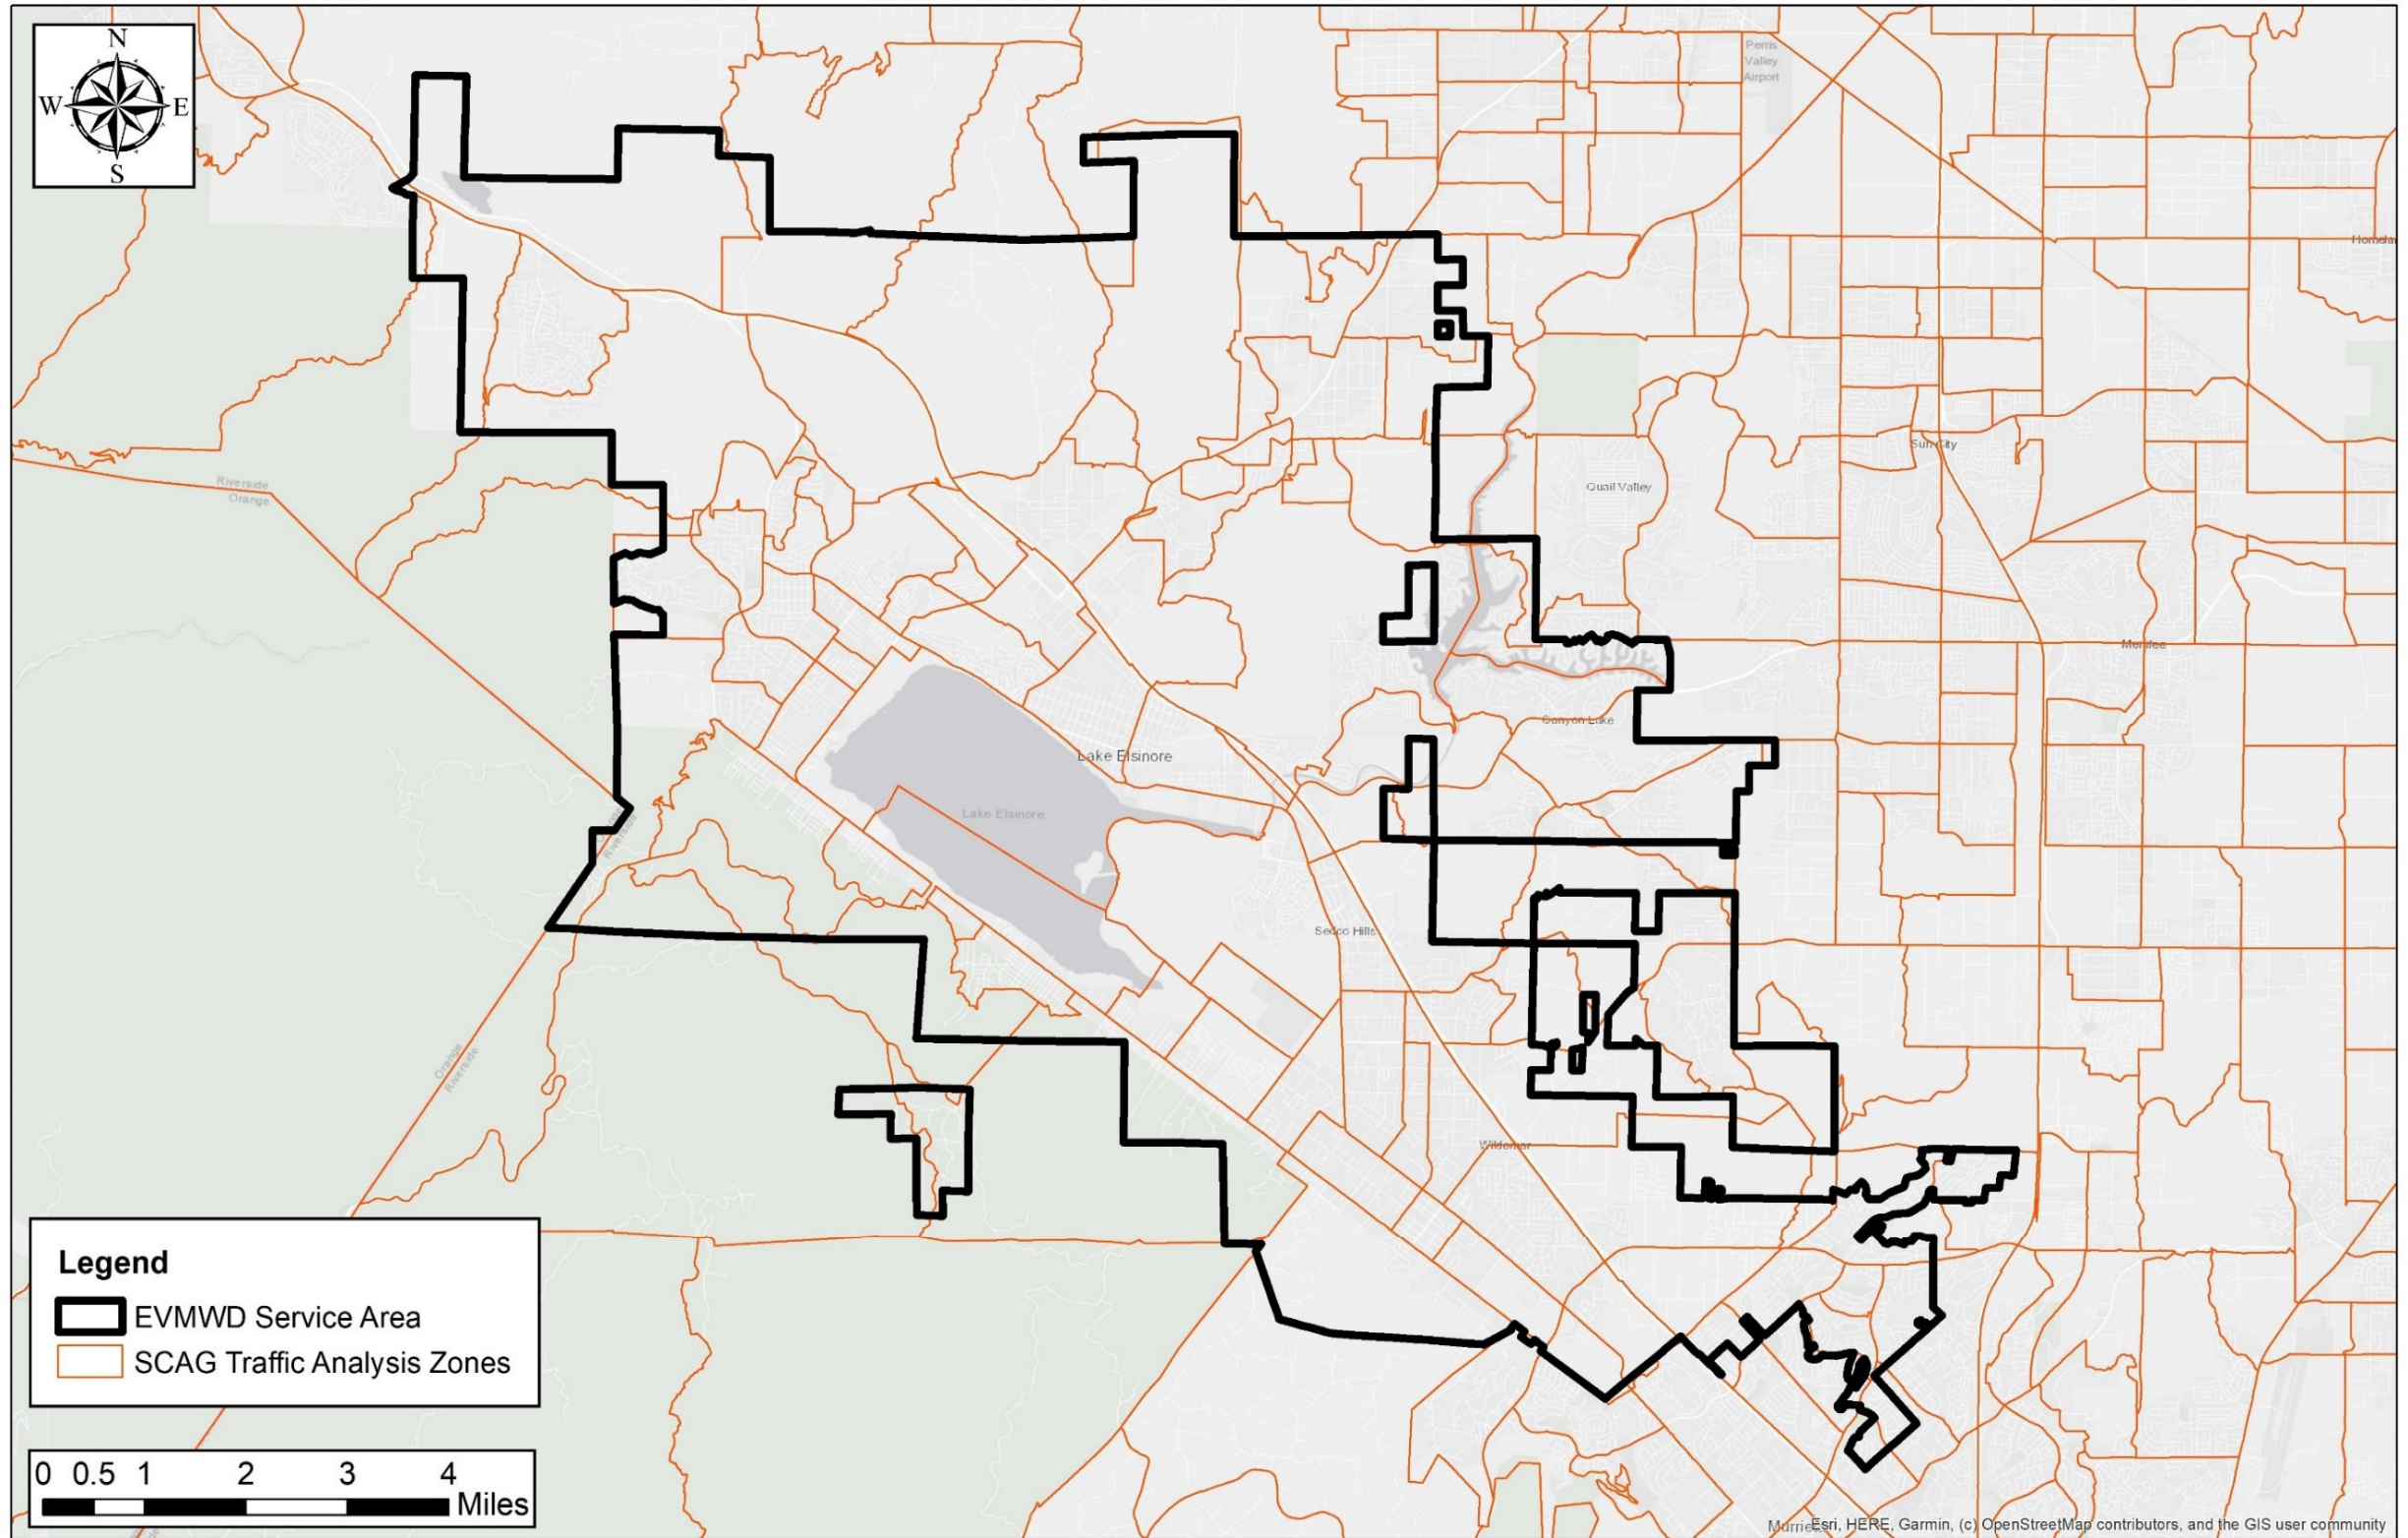 N
W E
S
Perris
Valley
Airport
Riverside
Orange
Sun City
Quail Valley
Menifee
Canyon Lake
Lake Elsinore
Lake Elsinore
Riverside
Sedco Hills
Orange
Riverside
Wildomar
Legend
EVMWD Service Area
SCAG Traffic Analysis Zones
0 0.5 1 2 3 4
Miles
Esri, HERE, Garmin, (c) OpenStreetMap contributors, and the GIS user community